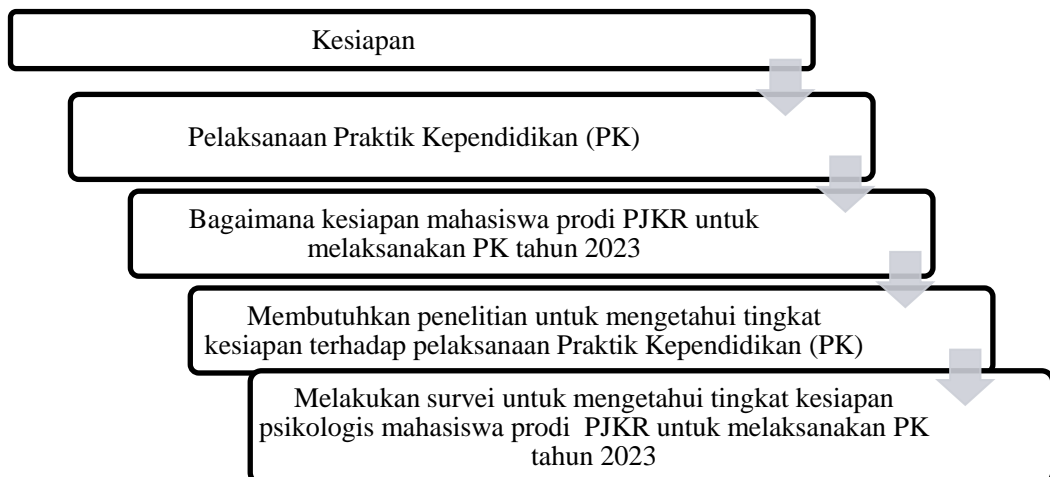 Kesiapan
Pelaksanaan Praktik Kependidikan (PK)
Bagaimana kesiapan mahasiswa prodi PJKR untuk
melaksanakan PK tahun 2023
Membutuhkan penelitian untuk mengetahui tingkat
kesiapan terhadap pelaksanaan Praktik Kependidikan (PK)
Melakukan survei untuk mengetahui tingkat kesiapan
psikologis mahasiswa prodi PJKR untuk melaksanakan PK
tahun 2023